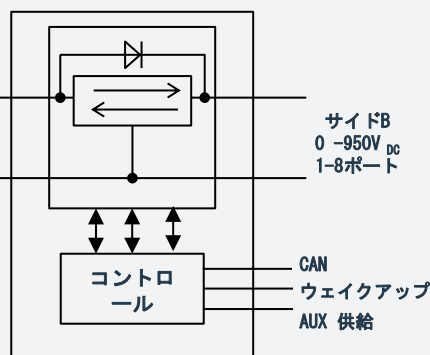 サイドB
0 -950V DC
1-8ポート
コントロ
ール
CAN
ウェイクアップ
AUX 供給